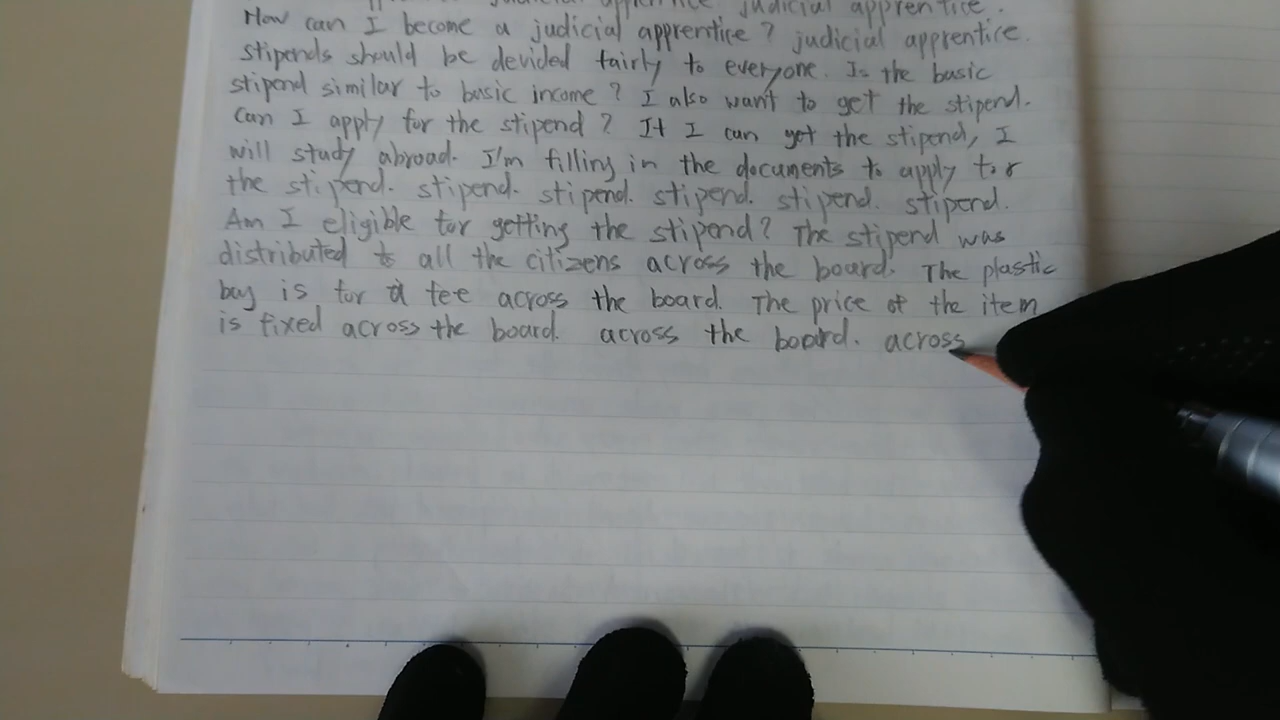 judicial apprentice judicial apprentice.
How can I become a judicial apprentice? judicial apprentice.
stipends should be devided fairly to everyone. Is the basic
stipend similar to basic income? I also want to get the stipend.
Can I apply for the stipend? If I can get the stipend, I
will study abroad. I'm filling in the documents to apply for
the stipend. stipend. stipend. stipend. stipend. stipend.
Am I eligible for getting the stipend? The stipend was
distributed to all the citizens across the board. The plastic
bag is for a fee across the board. The price of the item
is fixed across the board. across the board. across